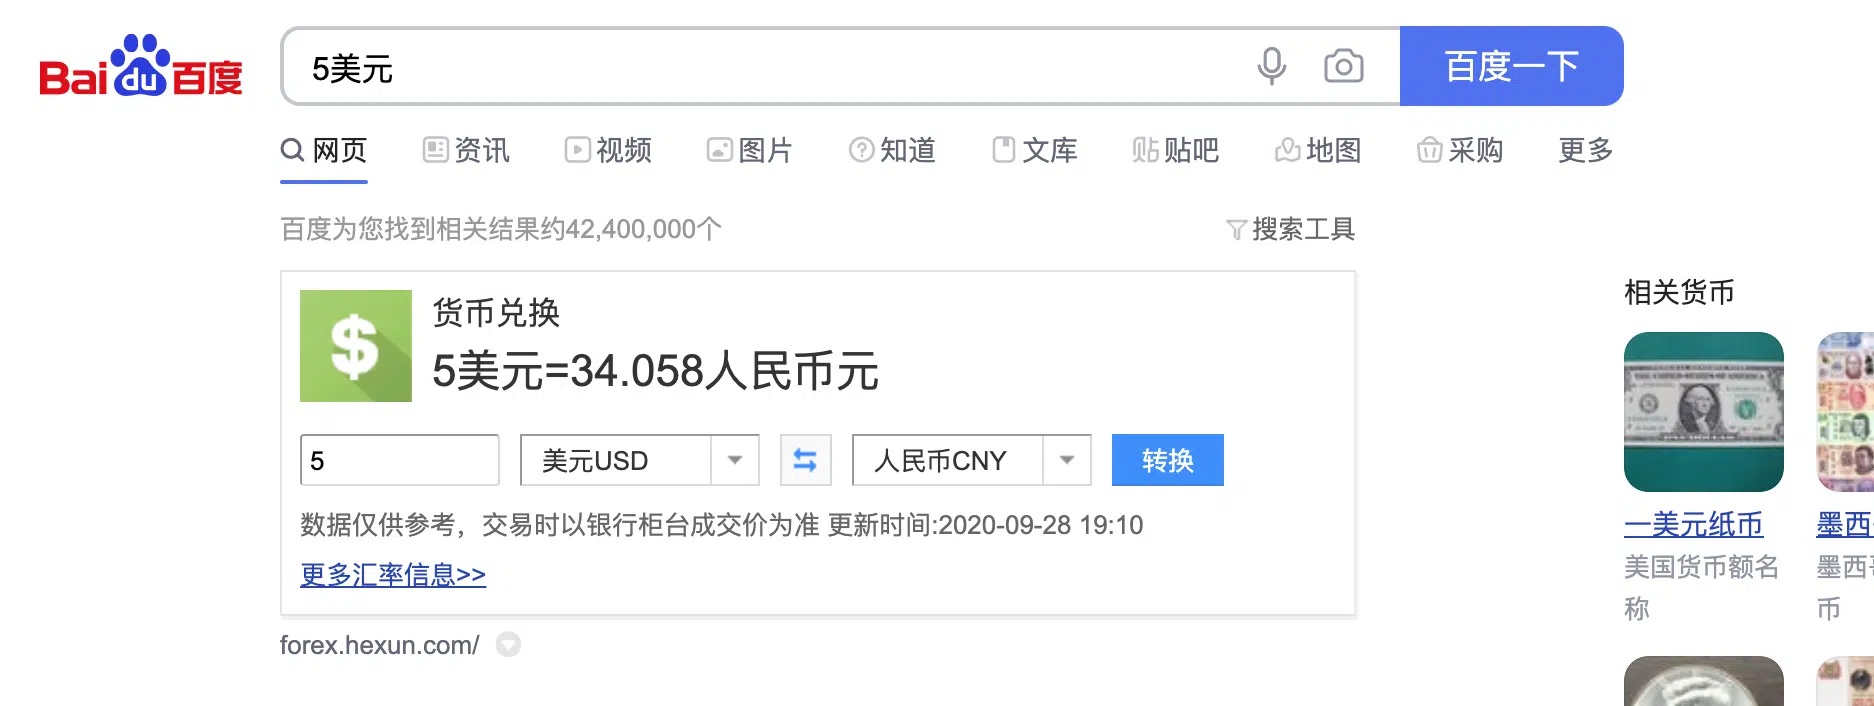 Bai du 百度
5美元
百度一下
网页 资讯 视频 图片 知道 文库 贴 贴吧 地图 采购 更多
百度为您找到相关结果约42,400,000个
搜索工具
$
货币兑换
5美元=34.058人民币元
5 美元USD 人民币CNY 转换
数据仅供参考，交易时以银行柜台成交价为准 更新时间:2020-09-28 19:10
更多汇率信息>>
forex.hexun.com/
相关货币
一美元纸币
美国货币额名
称
墨西
墨西
币